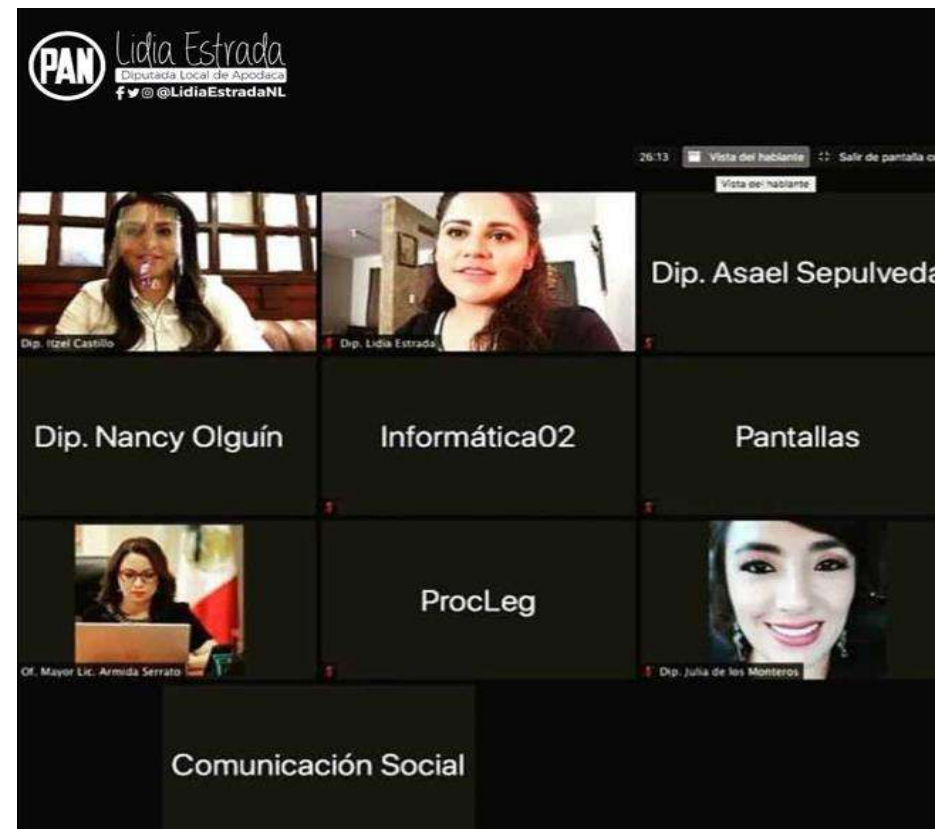 PAN
Lidia Estrada
Diputada Local de Apodaca
@LidiaEstradaNL
26:13 Vista del hablante Salir de pantalla co
Vista del hablante
Dip. Itzel Castillo
Dip. Lidia Estrada
Dip. Asael Sepulveda
Dip. Nancy Olguín
Informática02
Pantallas
Of. Mayor Lic. Armida Serrato
ProcLeg
Dip. Julia de los Monteros
Comunicación Social